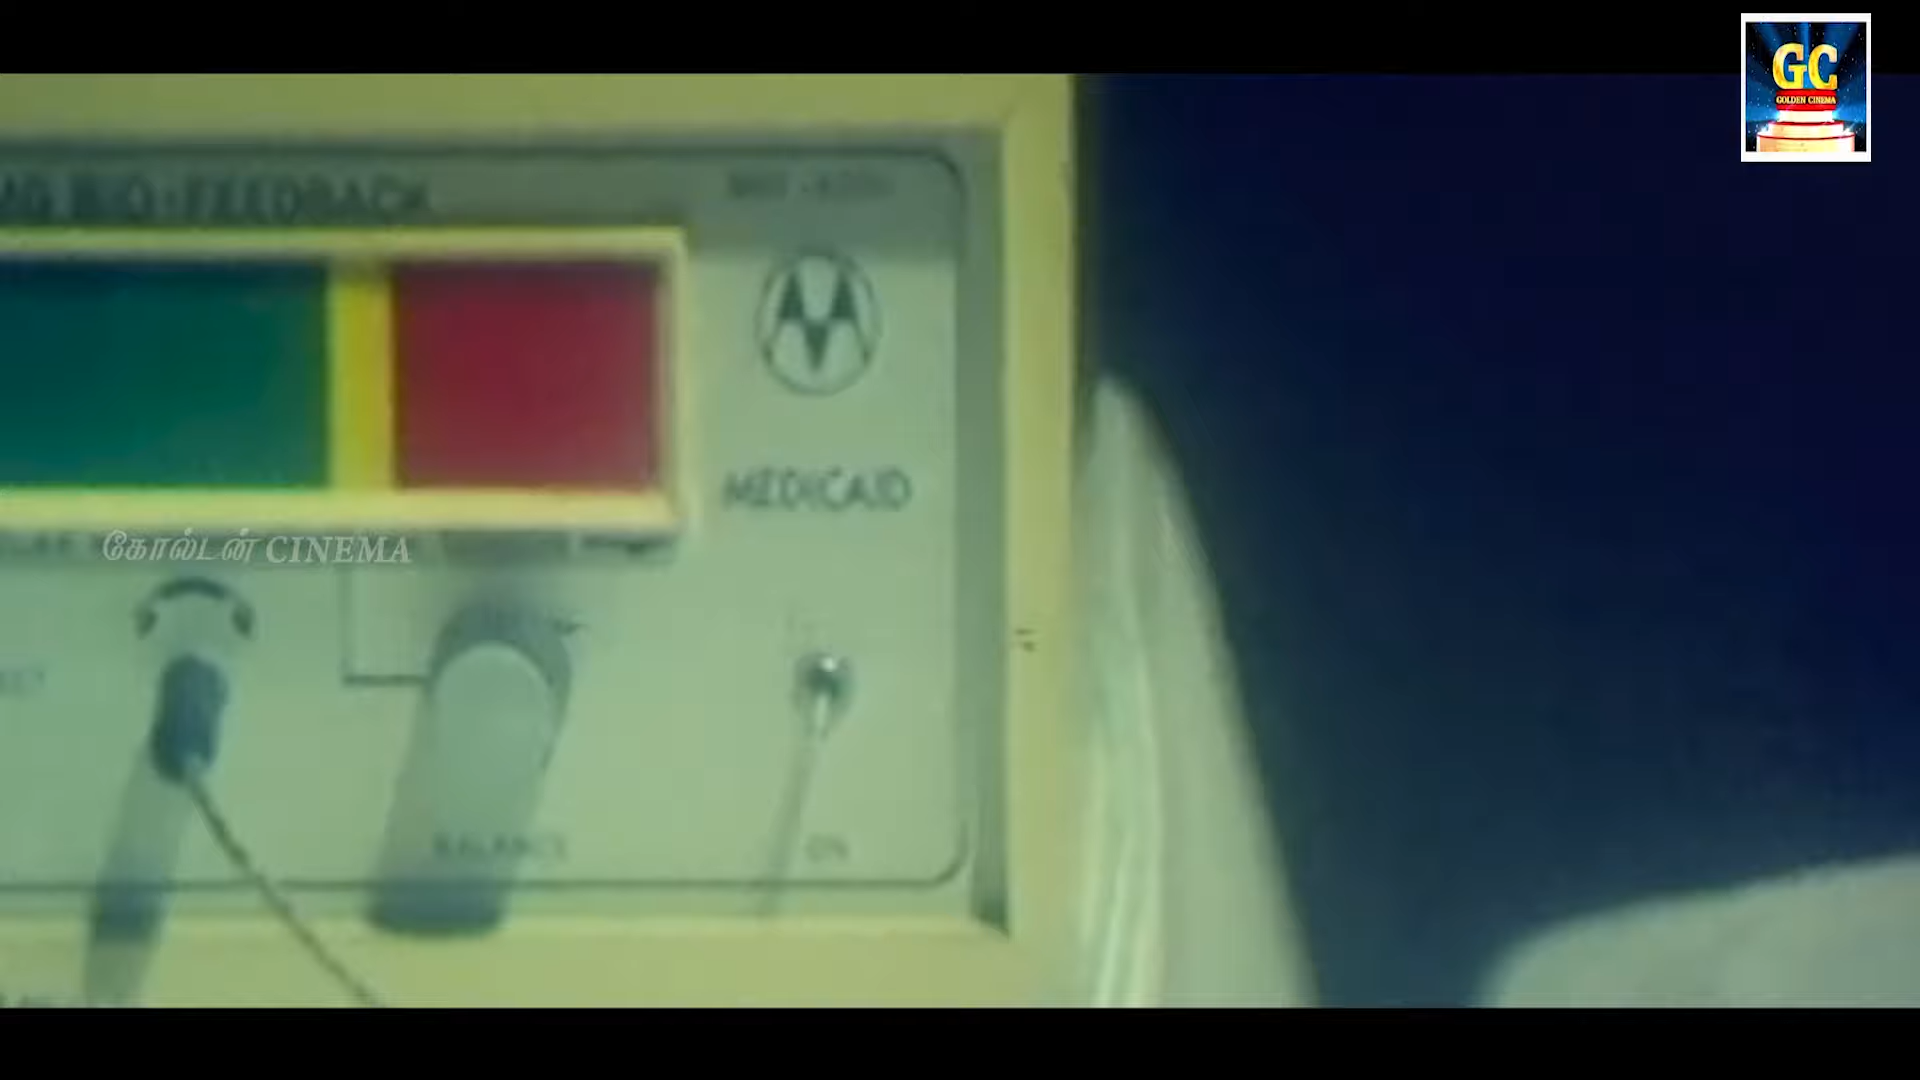 GC
GOLDEN CINEMA
BIO-FEEDBACK
MEDICAID
கோல்டன் CINEMA
BALANCE
ON